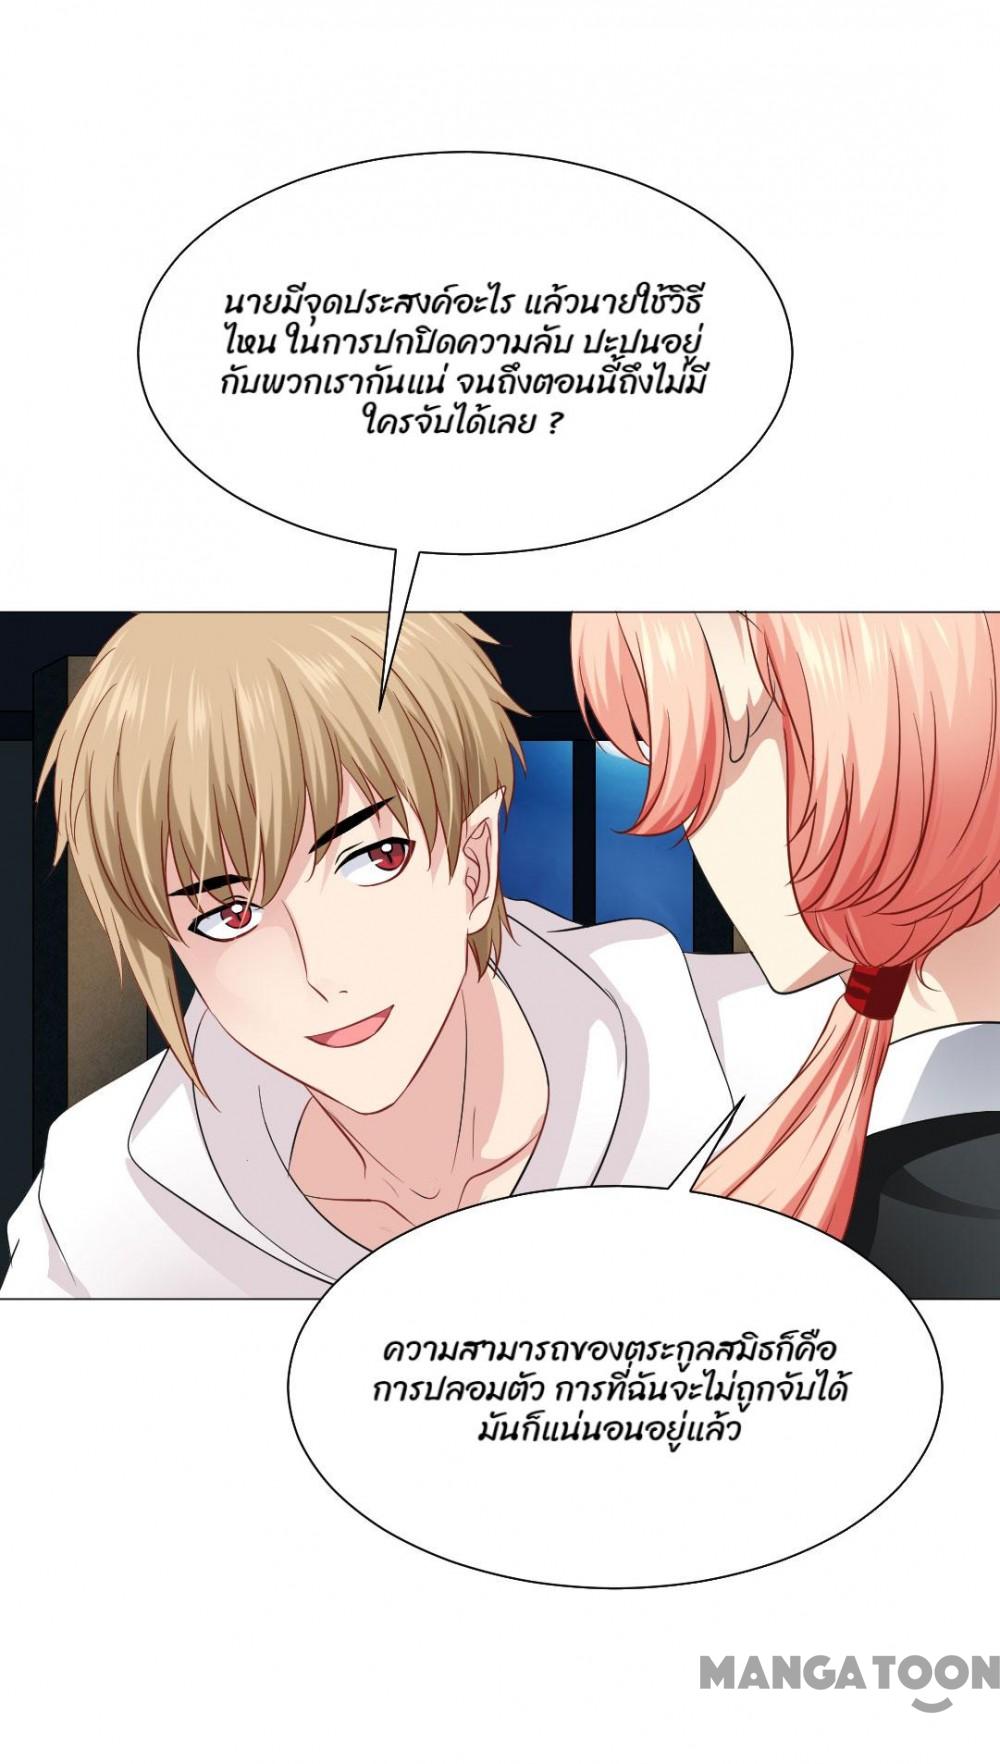 นายมีจุดประสงค์อะไร แล้วนายใช้วิธี
ไหน ในการปกปิดความลับ ปะปนอยู่
กับพวกเรากันแน่ จนถึงตอนนี้ถึงไม่มี
ใครจับได้เลย ?
ความสามารถของตระกูลสมิธก็คือ
การปลอมตัว การที่ฉันจะไม่ถูกจับได้
มันก็แน่นอนอยู่แล้ว
MANGATOON